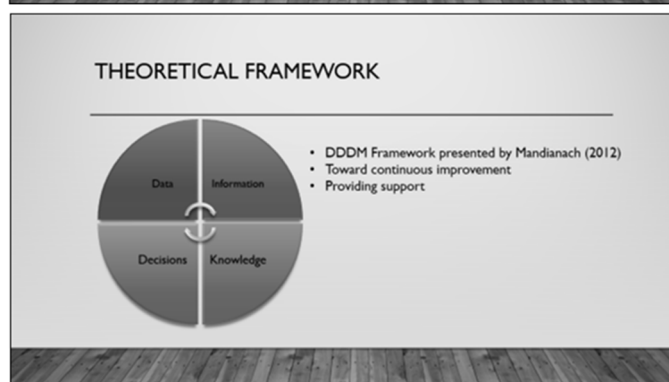 THEORETICAL FRAMEWORK
Data
Information
Decisions
Knowledge
• DDDM Framework presented by Mandianach (2012)
• Toward continuous improvement
• Providing support